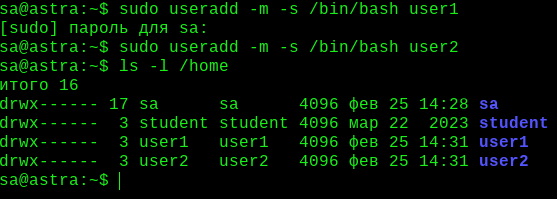 sa@astra:~$ sudo useradd -m -s /bin/bash user1
[sudo] пароль для sa:
sa@astra:~$ sudo useradd -m -s /bin/bash user2
sa@astra:~$ ls -l /home
итого 16
drwx------ 17 sa      sa      4096 фев 25 14:28 sa
drwx------  3 student student 4096 мар 22  2023 student
drwx------  3 user1   user1   4096 фев 25 14:31 user1
drwx------  3 user2   user2   4096 фев 25 14:31 user2
sa@astra:~$